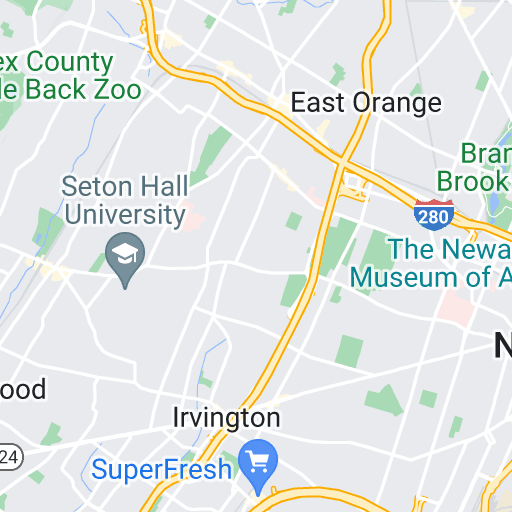 ex County
le Back Zoo
East Orange
Bran
Brook
Seton Hall
University
280
The Newa
Museum of A
N
ood
Irvington
24
SuperFresh